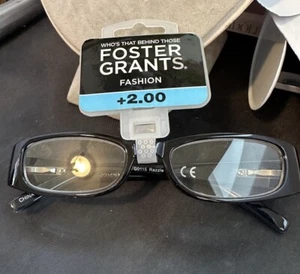 WHO'S THAT BEHIND THOSE
FOSTER
GRANTS.
FASHION
+2.00
CE